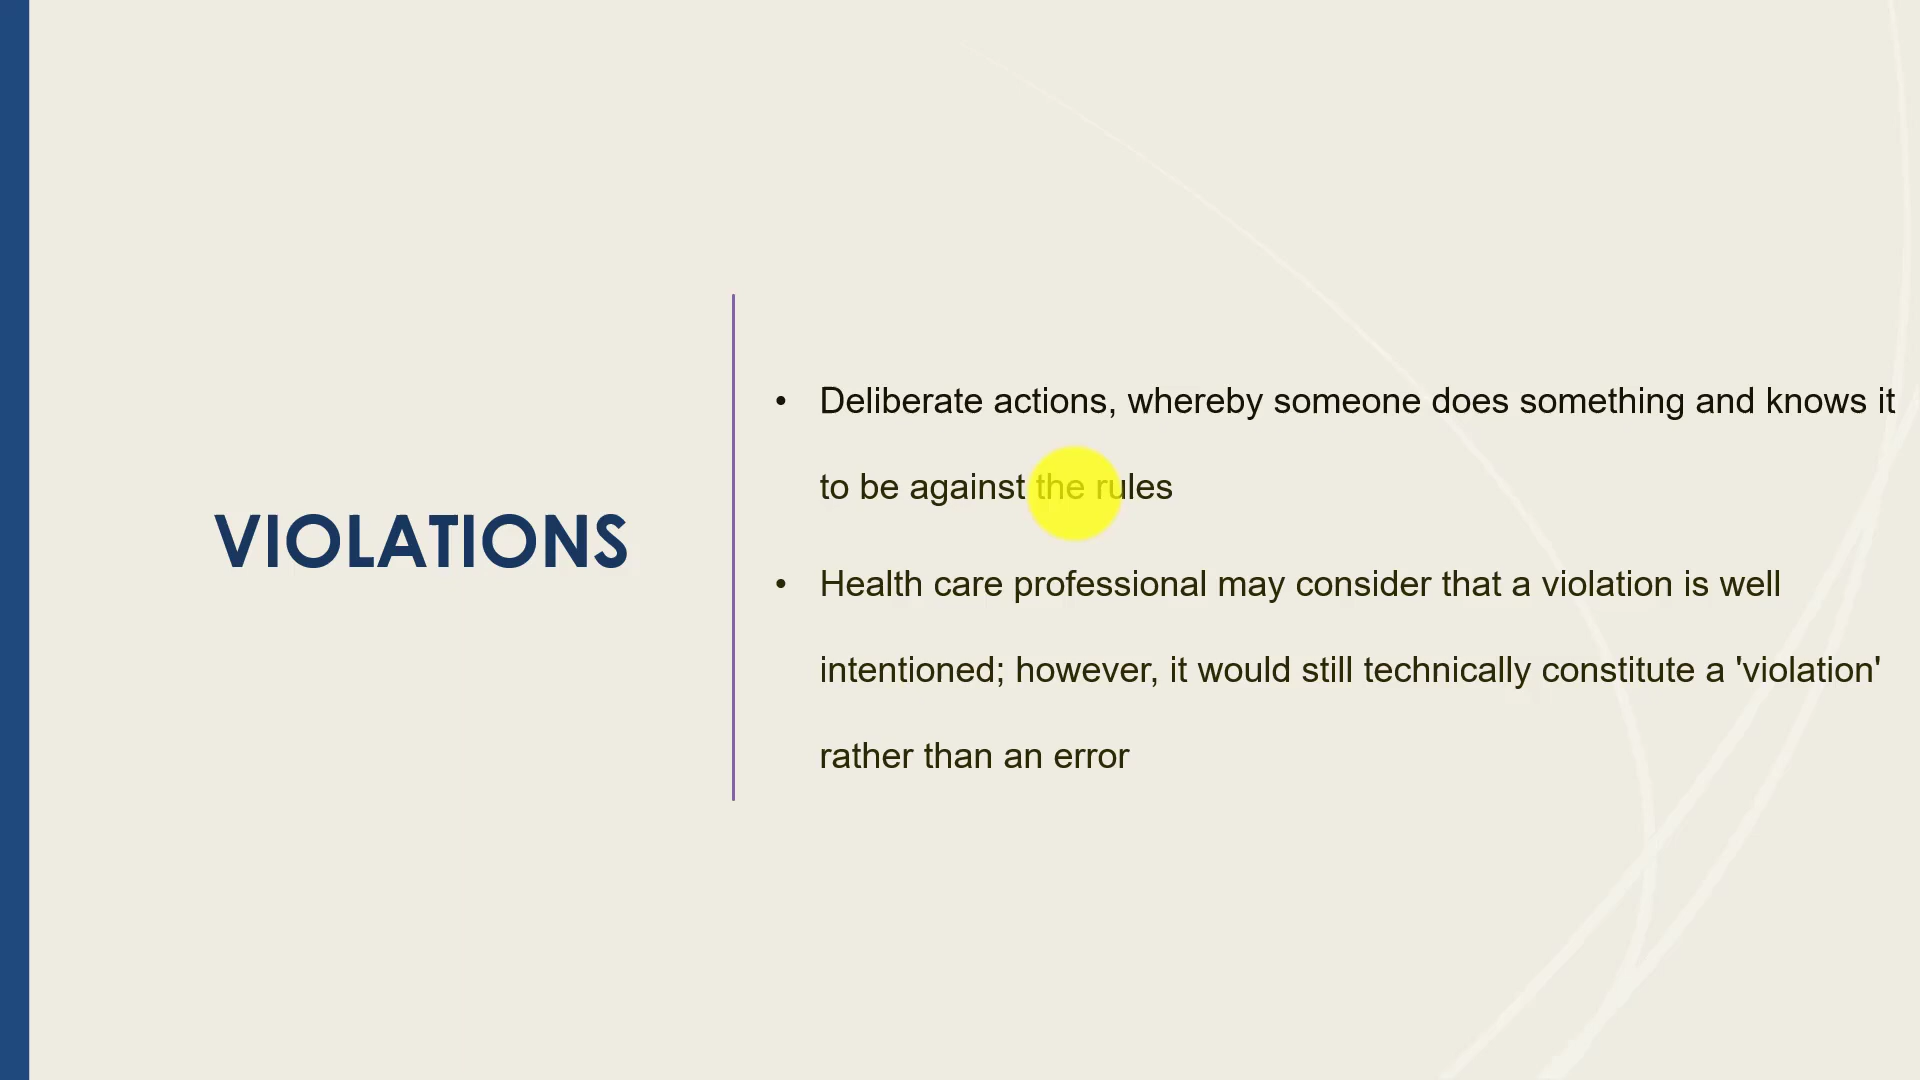 VIOLATIONS
• Deliberate actions, whereby someone does something and knows it
to be against the rules
• Health care professional may consider that a violation is well
intentioned; however, it would still technically constitute a 'violation'
rather than an error